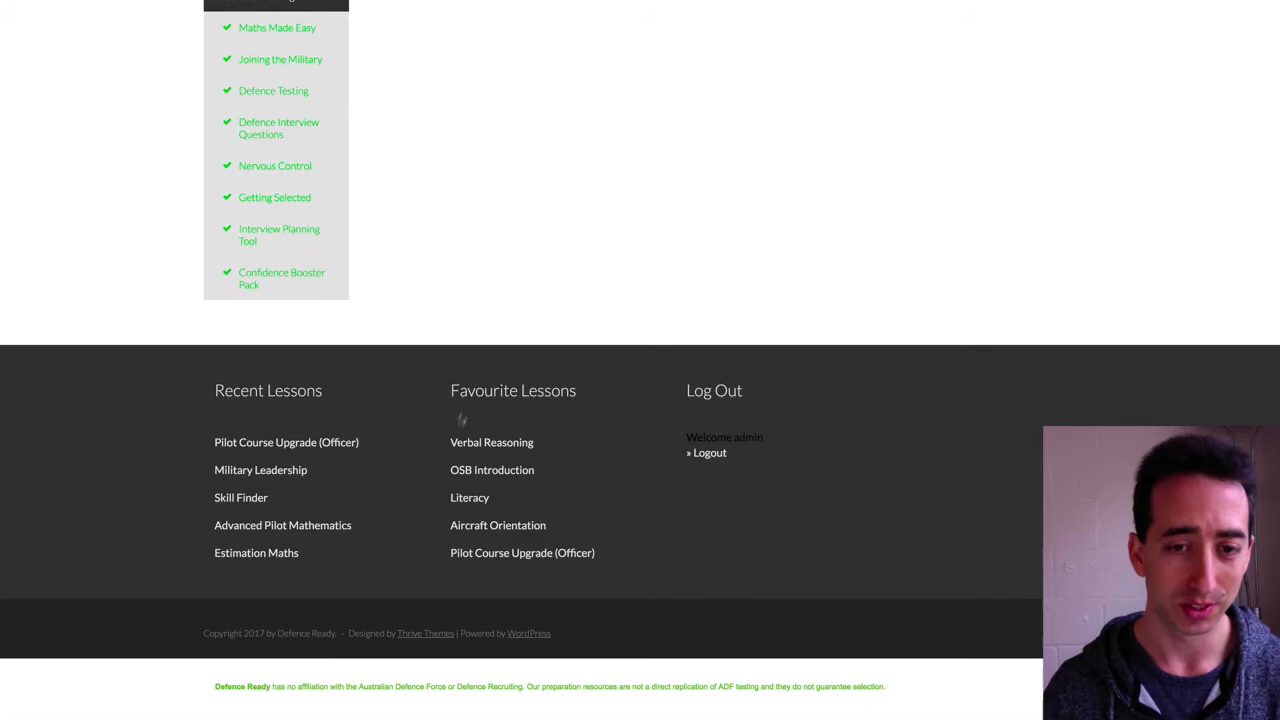 Maths Made Easy
Joining the Military
Defence Testing
Defence Interview
Questions
Nervous Control
Getting Selected
Interview Planning
Tool
Confidence Booster
Pack
Recent Lessons
Pilot Course Upgrade (Officer)
Military Leadership
Skill Finder
Advanced Pilot Mathematics
Estimation Maths
Favourite Lessons
Verbal Reasoning
OSB Introduction
Literacy
Aircraft Orientation
Pilot Course Upgrade (Officer)
Log Out
Welcome admin
» Logout
Copyright 2017 by Defence Ready. - Designed by Thrive Themes | Powered by WordPress
Defence Ready has no affiliation with the Australian Defence Force or Defence Recruiting. Our preparation resources are not a direct replication of ADF testing and they do not guarantee selection.